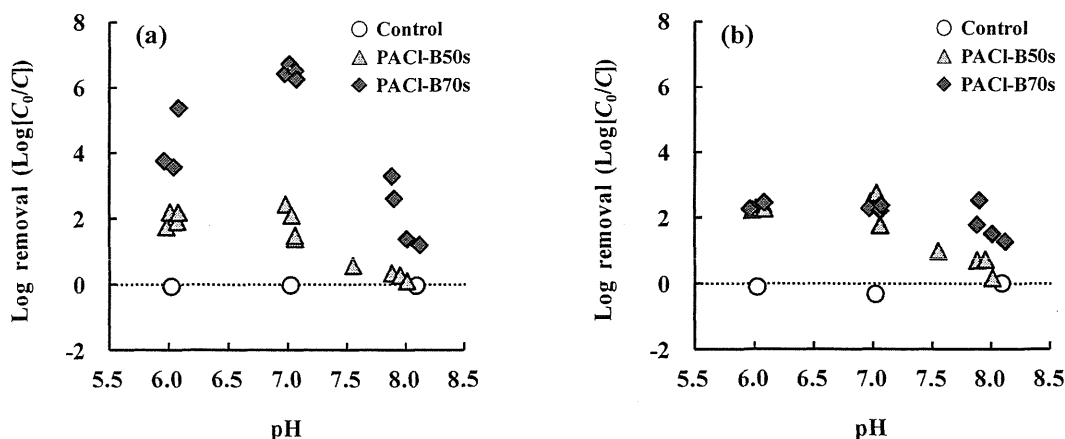 (a)
Control
PACl-B50s
PACl-B70s
Log removal (Log[C₀/C])
8
6
4
2
0
-2
5.5 6.0 6.5 7.0 7.5 8.0 8.5
pH
(b)
Control
PACl-B50s
PACl-B70s
Log removal (Log[C₀/C])
8
6
4
2
0
-2
5.5 6.0 6.5 7.0 7.5 8.0 8.5
pH